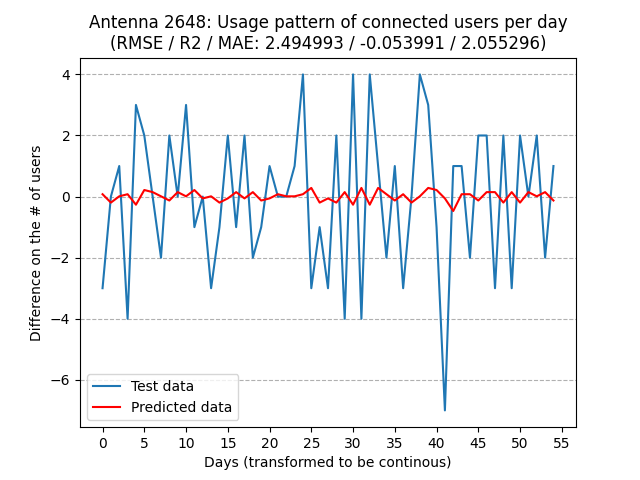 Antenna 2648: Usage pattern of connected users per day
(RMSE / R2 / MAE: 2.494993 / -0.053991 / 2.055296)
Difference on the # of users
4
2
0
−2
−4
−6
Test data
Predicted data
0 5 10 15 20 25 30 35 40 45 50 55
Days (transformed to be continous)